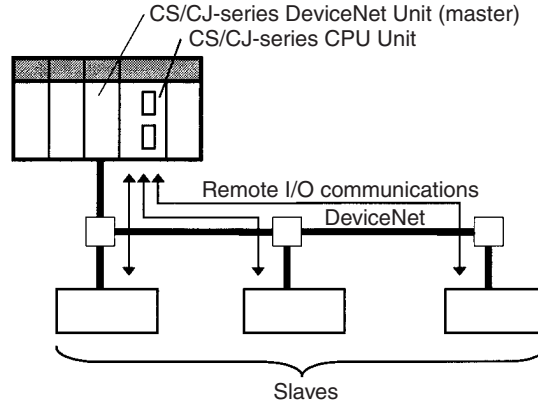 CS/CJ-series DeviceNet Unit (master)
CS/CJ-series CPU Unit
Remote I/O communications
DeviceNet
Slaves